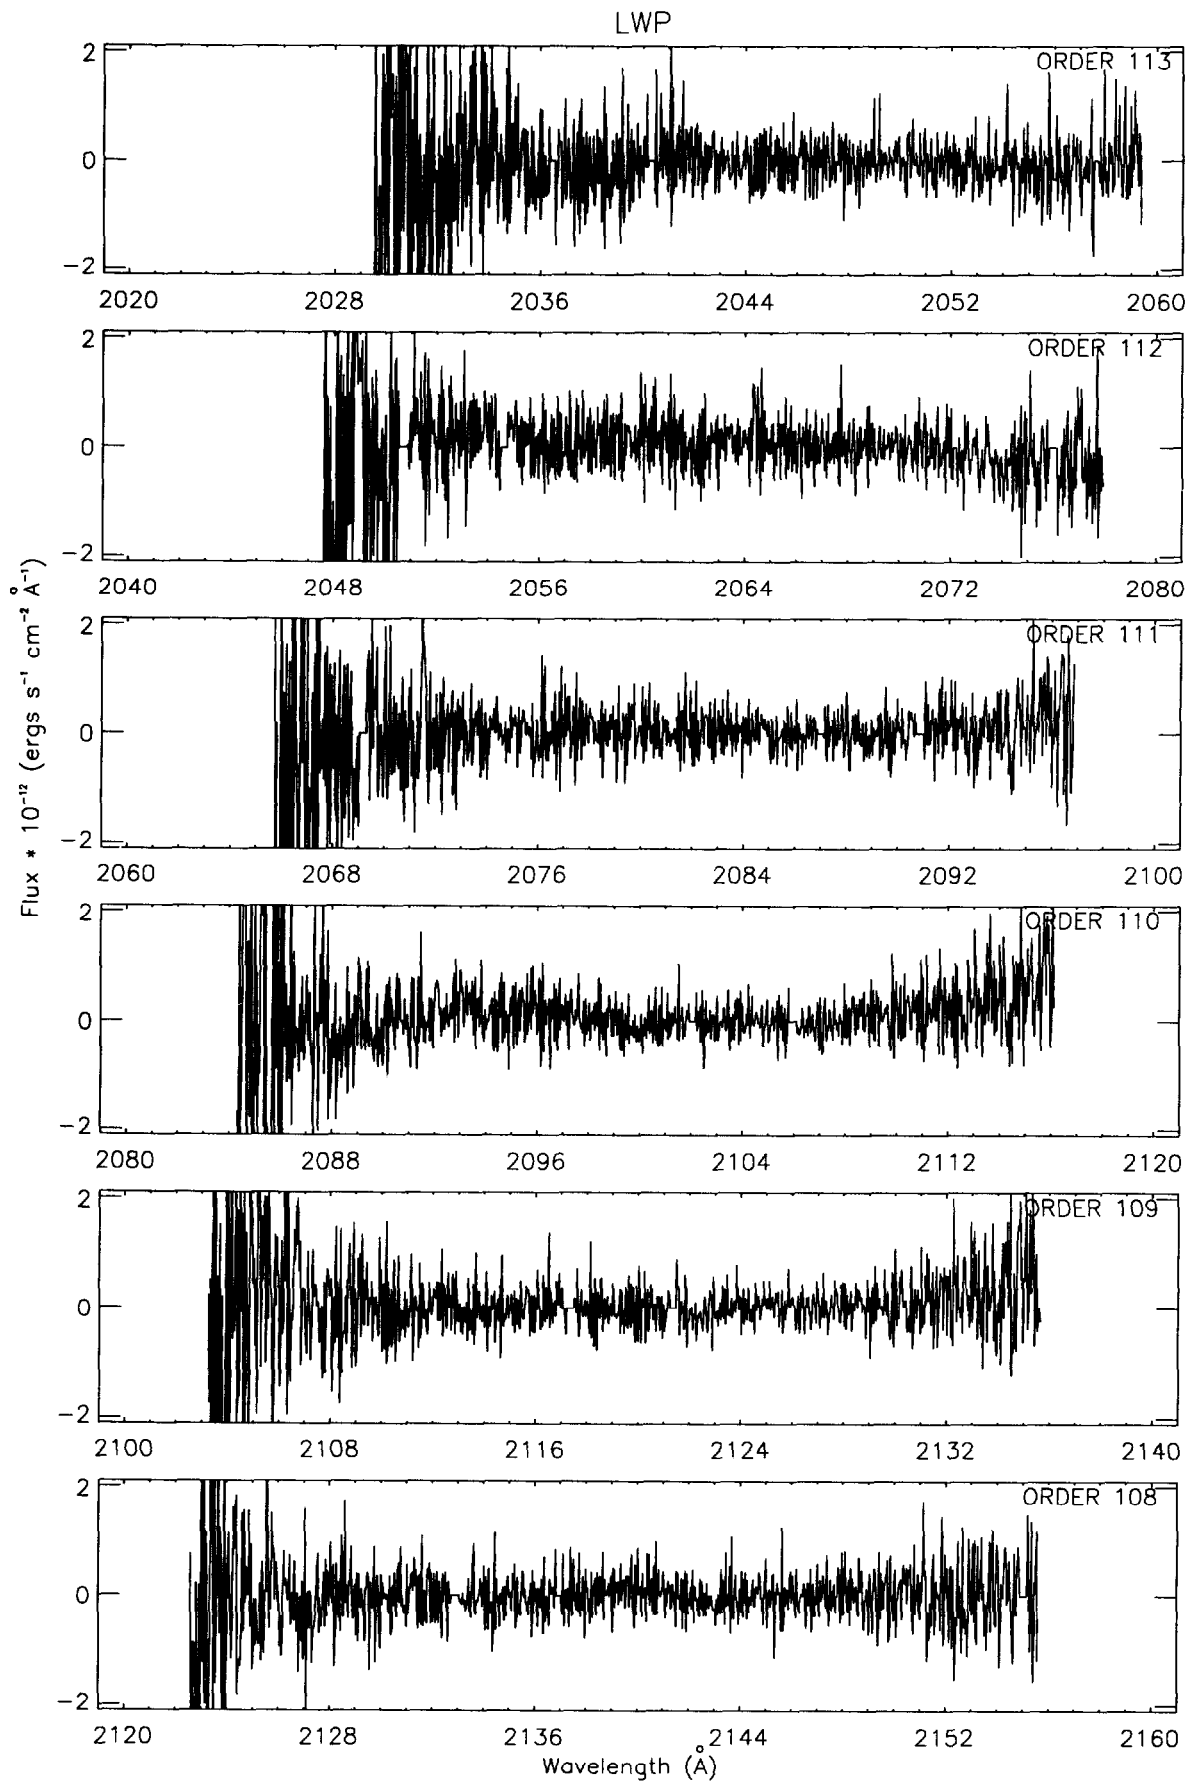 LWP
ORDER 113
2
0
−2
2020 2028 2036 2044 2052 2060
ORDER 112
2
0
−2
2040 2048 2056 2064 2072 2080
ORDER 111
2
0
−2
2060 2068 2076 2084 2092 2100
ORDER 110
2
0
−2
2080 2088 2096 2104 2112 2120
ORDER 109
2
0
−2
2100 2108 2116 2124 2132 2140
ORDER 108
2
0
−2
2120 2128 2136 2144 2152 2160
Wavelength (Å)
Flux * 10⁻¹² (ergs s⁻¹ cm⁻² Å⁻¹)